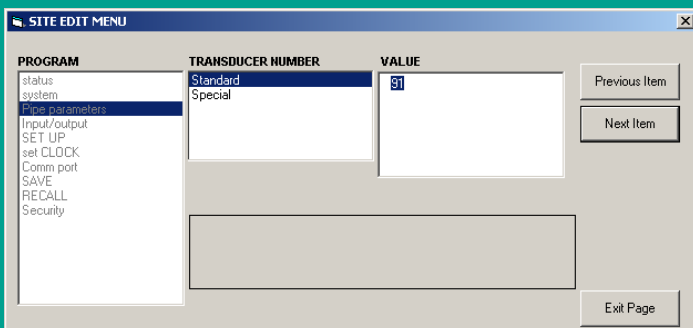 SITE EDIT MENU
PROGRAM
status
system
Pipe parameters
Input/output
SET UP
set CLOCK
Comm port
SAVE
RECALL
Security
TRANSDUCER NUMBER
Standard
Special
VALUE
91
Previous Item
Next Item
Exit Page